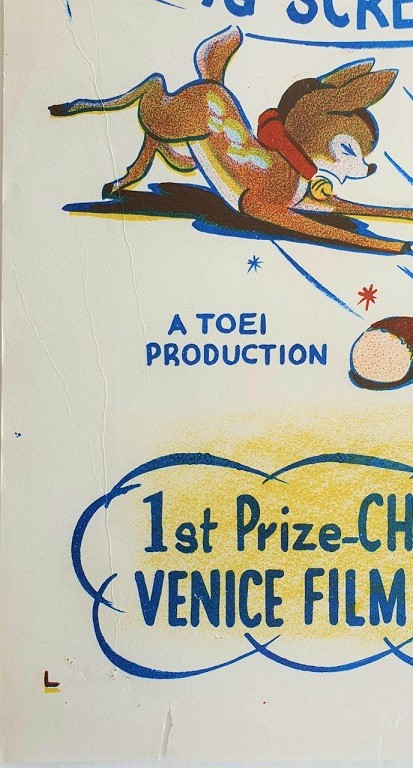 A TOEI
PRODUCTION
1st Prize-CH
VENICE FILM